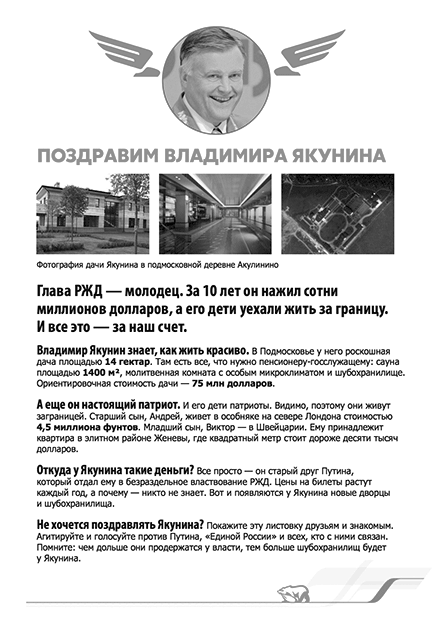 ПОЗДРАВИМ ВЛАДИМИРА ЯКУНИНА
Фотография дачи Якунина в подмосковной деревне Акулинино
Глава РЖД — молодец. За 10 лет он нажил сотни
миллионов долларов, а его дети уехали жить за границу.
И все это — за наш счет.
Владимир Якунин знает, как жить красиво. В Подмосковье у него роскошная
дача площадью 14 гектар. Там есть все, что нужно пенсионеру-госслужащему: сауна
площадью 1400 м², молитвенная комната с особым микроклиматом и шубохранилище.
Ориентировочная стоимость дачи — 75 млн долларов.
А еще он настоящий патриот. И его дети патриоты. Видимо, поэтому они живут
заграницей. Старший сын, Андрей, живет в особняке на севере Лондона стоимостью
4,5 миллиона фунтов. Младший сын, Виктор — в Швейцарии. Ему принадлежит
квартира в элитном районе Женевы, где квадратный метр стоит дороже десяти тысяч
долларов.
Откуда у Якунина такие деньги? Все просто — он старый друг Путина,
который отдал ему в безраздельное властвование РЖД. Цены на билеты растут
каждый год, а почему — никто не знает. Вот и появляются у Якунина новые дворцы
и шубохранилища.
Не хочется поздравлять Якунина? Покажите эту листовку друзьям и знакомым.
Агитируйте и голосуйте против Путина, «Единой России» и всех, кто с ними связан.
Помните: чем дольше они продержатся у власти, тем больше шубохранилищ будет
у Якунина.